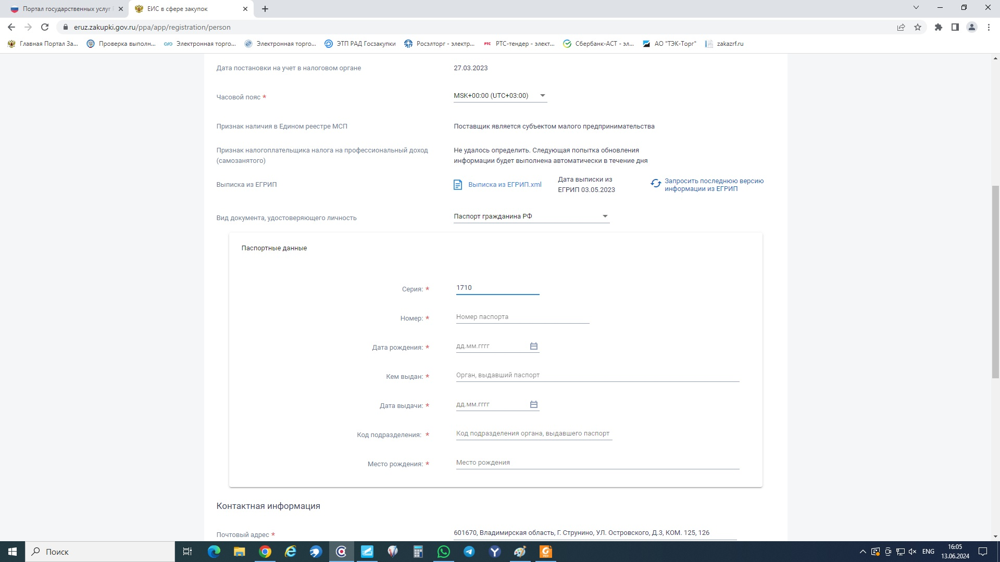 Портал государственных услуг
ЕИС в сфере закупок
eruz.zakupki.gov.ru/ppa/app/registration/person
Главная Портал За...
Проверка выполн...
Электронная торго...
Электронная торго...
ЭТП РАД Госзакупки
Росэлторг - электр...
РТС-тендер - элект...
Сбербанк-АСТ - эл...
АО "ТЭК-Торг"
zakazrf.ru
Дата постановки на учет в налоговом органе
27.03.2023
Часовой пояс *
MSK+00:00 (UTC+03:00)
Признак наличия в Едином реестре МСП
Поставщик является субъектом малого предпринимательства
Признак налогоплательщика налога на профессиональный доход
(самозанятого)
Не удалось определить. Следующая попытка обновления
информации будет выполнена автоматически в течение дня
Выписка из ЕГРИП
Выписка из ЕГРИП.xml
Дата выписки из
ЕГРИП 03.05.2023
Запросить последнюю версию
информации из ЕГРИП
Вид документа, удостоверяющего личность
Паспорт гражданина РФ
Паспортные данные
Серия: *
1710
Номер: *
Номер паспорта
Дата рождения: *
дд.мм.гггг
Кем выдан: *
Орган, выдавший паспорт
Дата выдачи: *
дд.мм.гггг
Код подразделения: *
Код подразделения органа, выдавшего паспорт
Место рождения: *
Место рождения
Контактная информация
Почтовый адрес *
601670, Владимирская область, Г. Струнино, УЛ. Островского, Д.3, КОМ. 125, 126
Поиск
ENG
16:05
13.06.2024